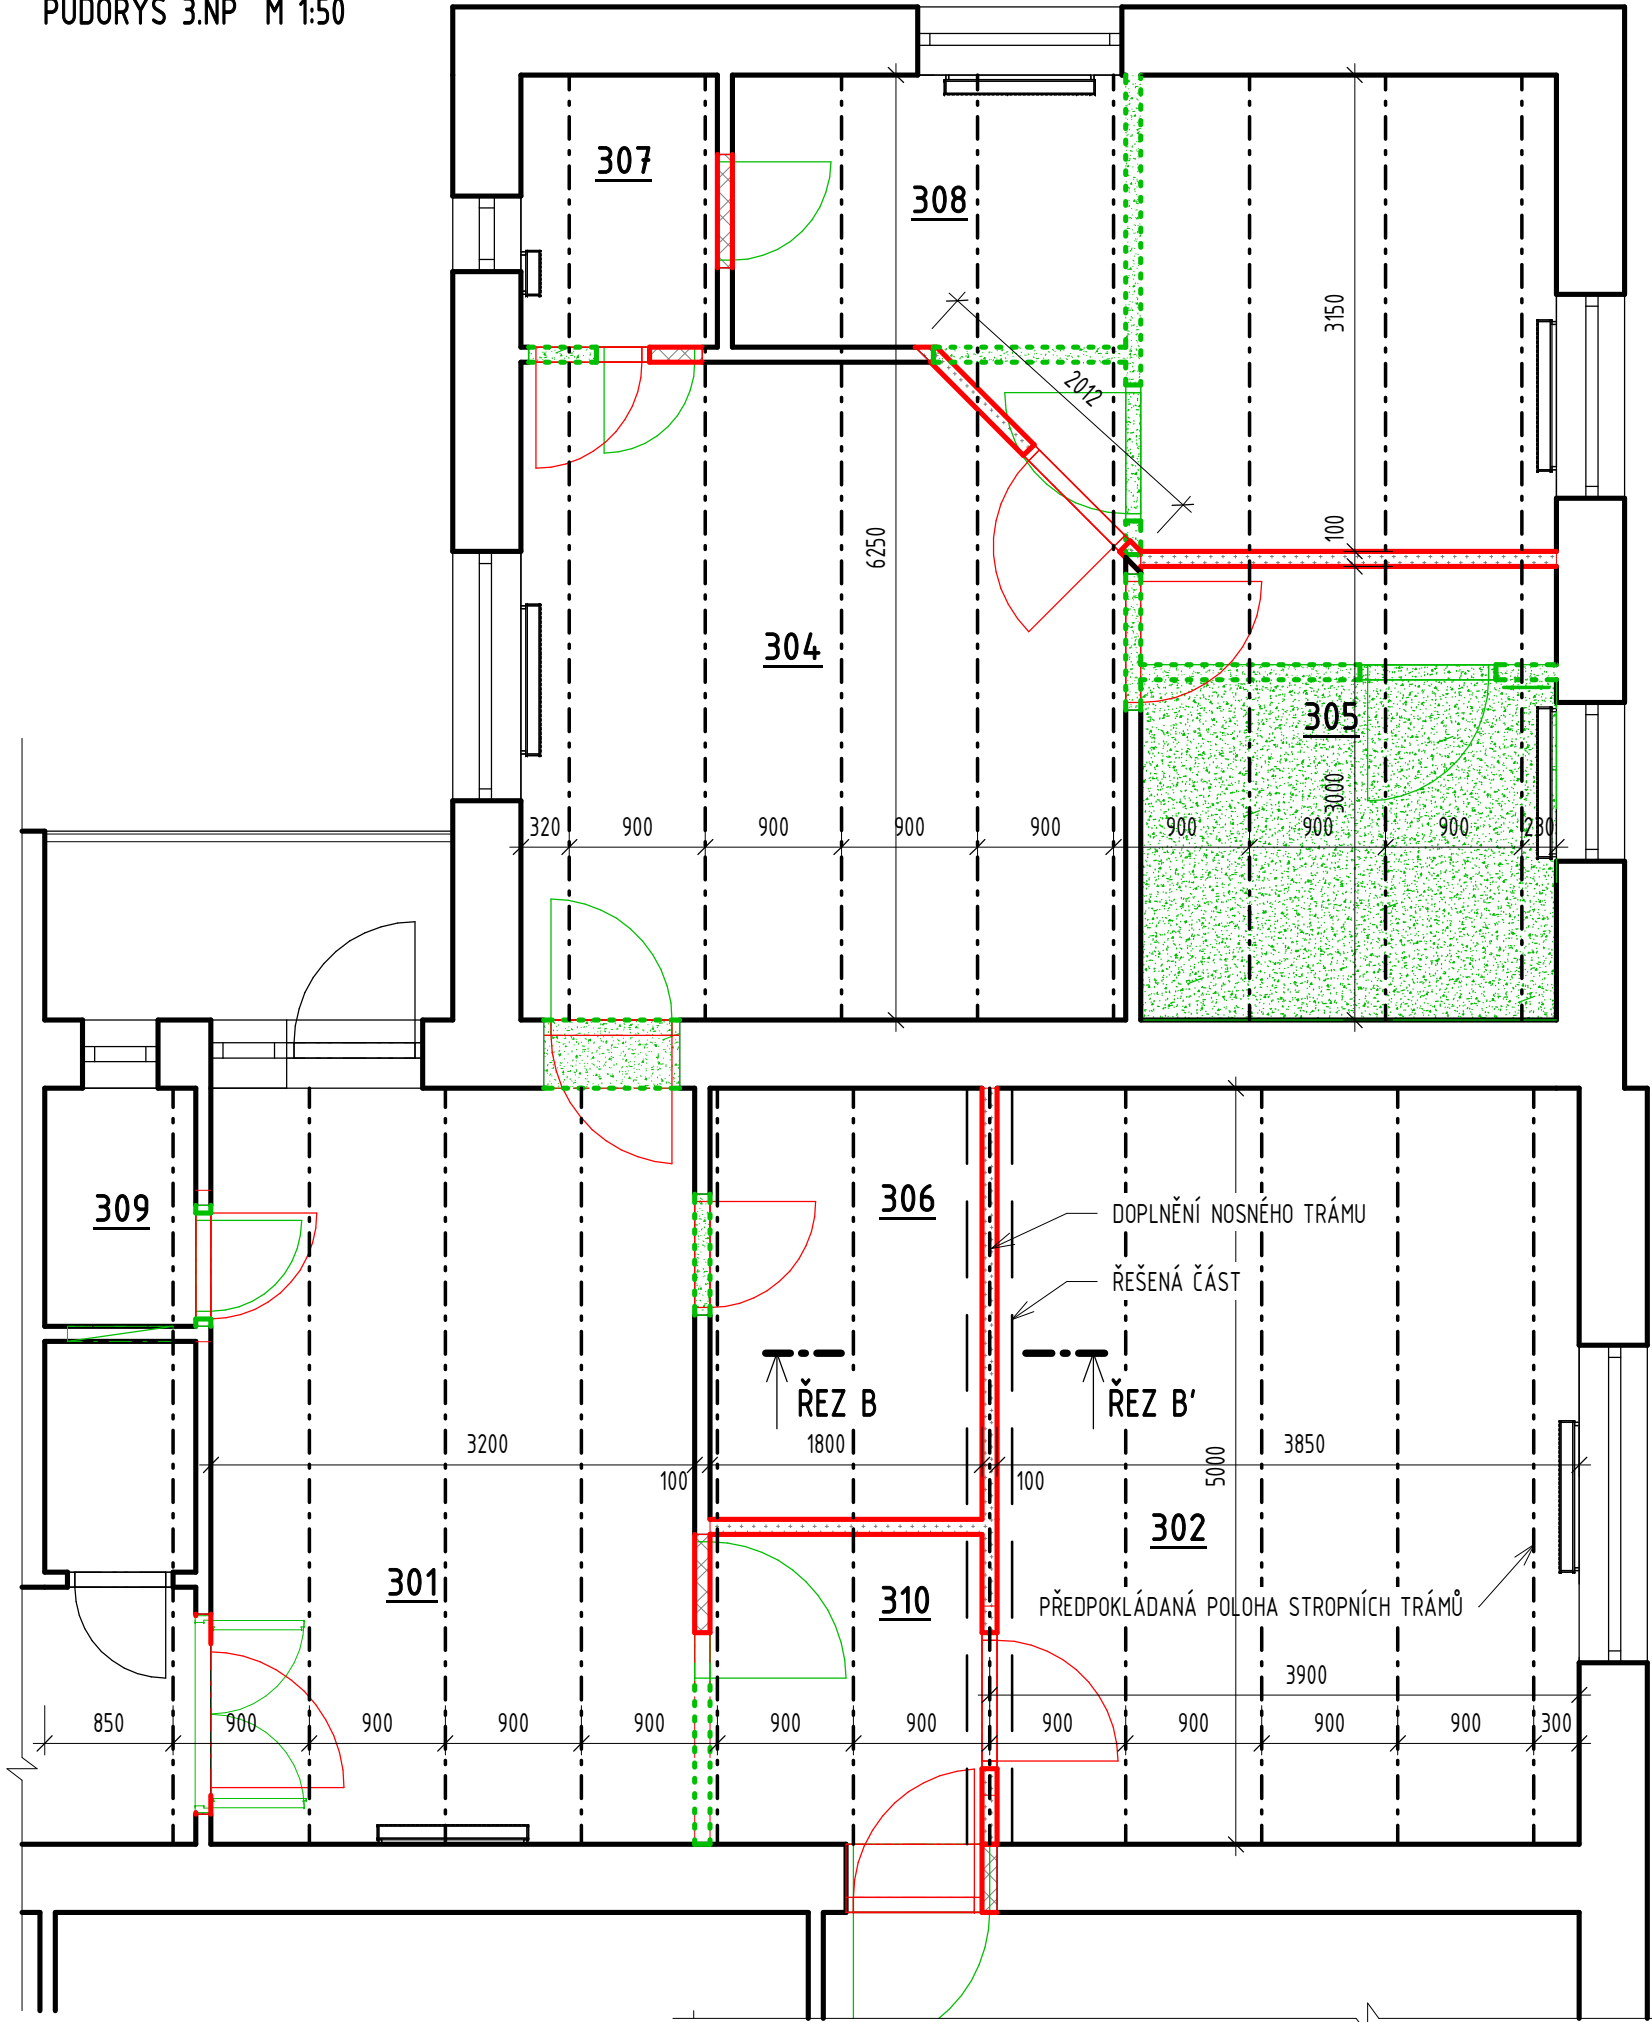 PŮDORYS 3.NP M 1:50
307
308
3150
2012
100
6250
304
305
3000
320 900 900 900 900 900 900 900 230
309
306
DOPLNĚNÍ NOSNÉHO TRÁMU
ŘEŠENÁ ČÁST
ŘEZ B ŘEZ B'
3200 1800 3850
100 100 5000
302
301 310
PŘEDPOKLÁDANÁ POLOHA STROPNÍCH TRÁMŮ
3900
850 900 900 900 900 900 900 900 900 900 900 300